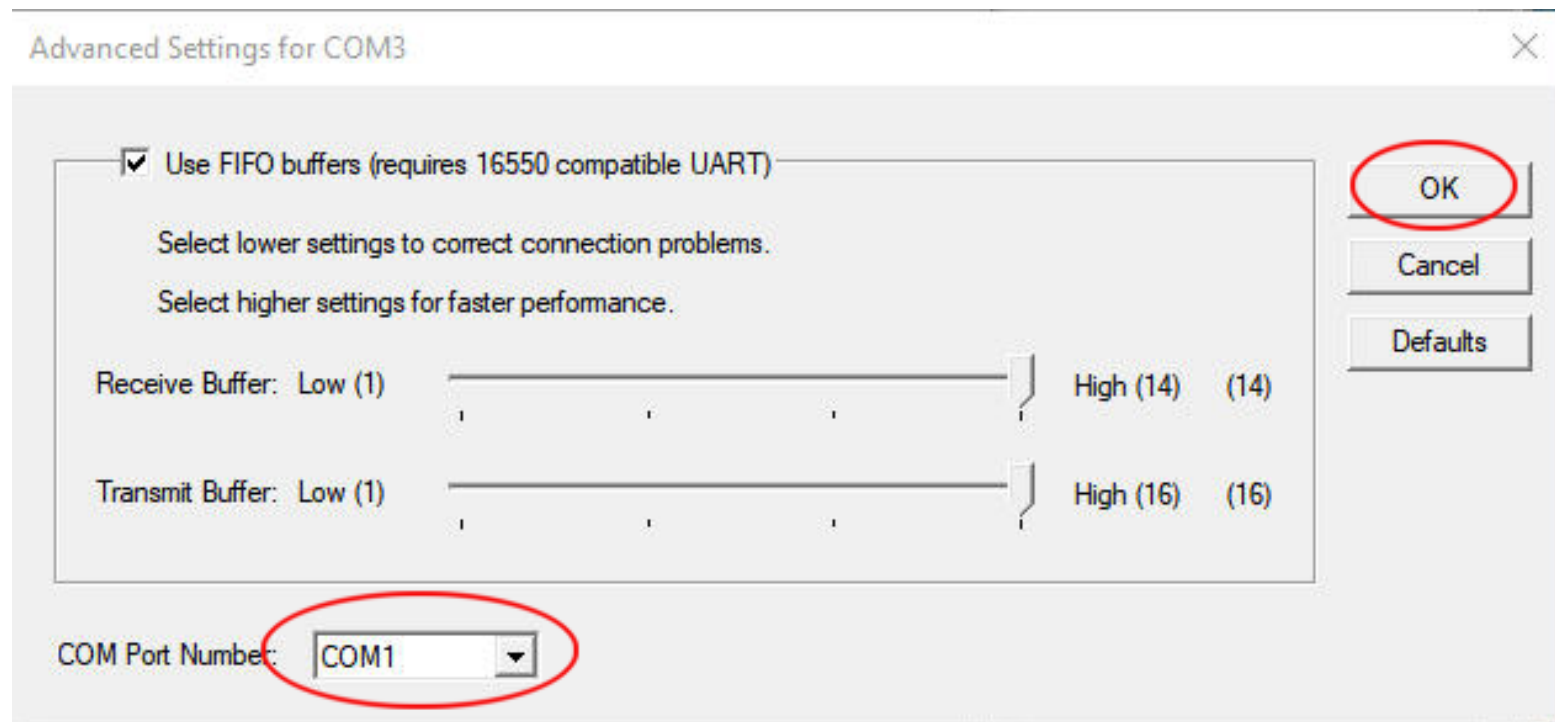 Advanced Settings for COM3
Use FIFO buffers (requires 16550 compatible UART)
OK
Select lower settings to correct connection problems.
Cancel
Select higher settings for faster performance.
Defaults
Receive Buffer: Low (1) High (14) (14)
Transmit Buffer: Low (1) High (16) (16)
COM Port Number: COM1